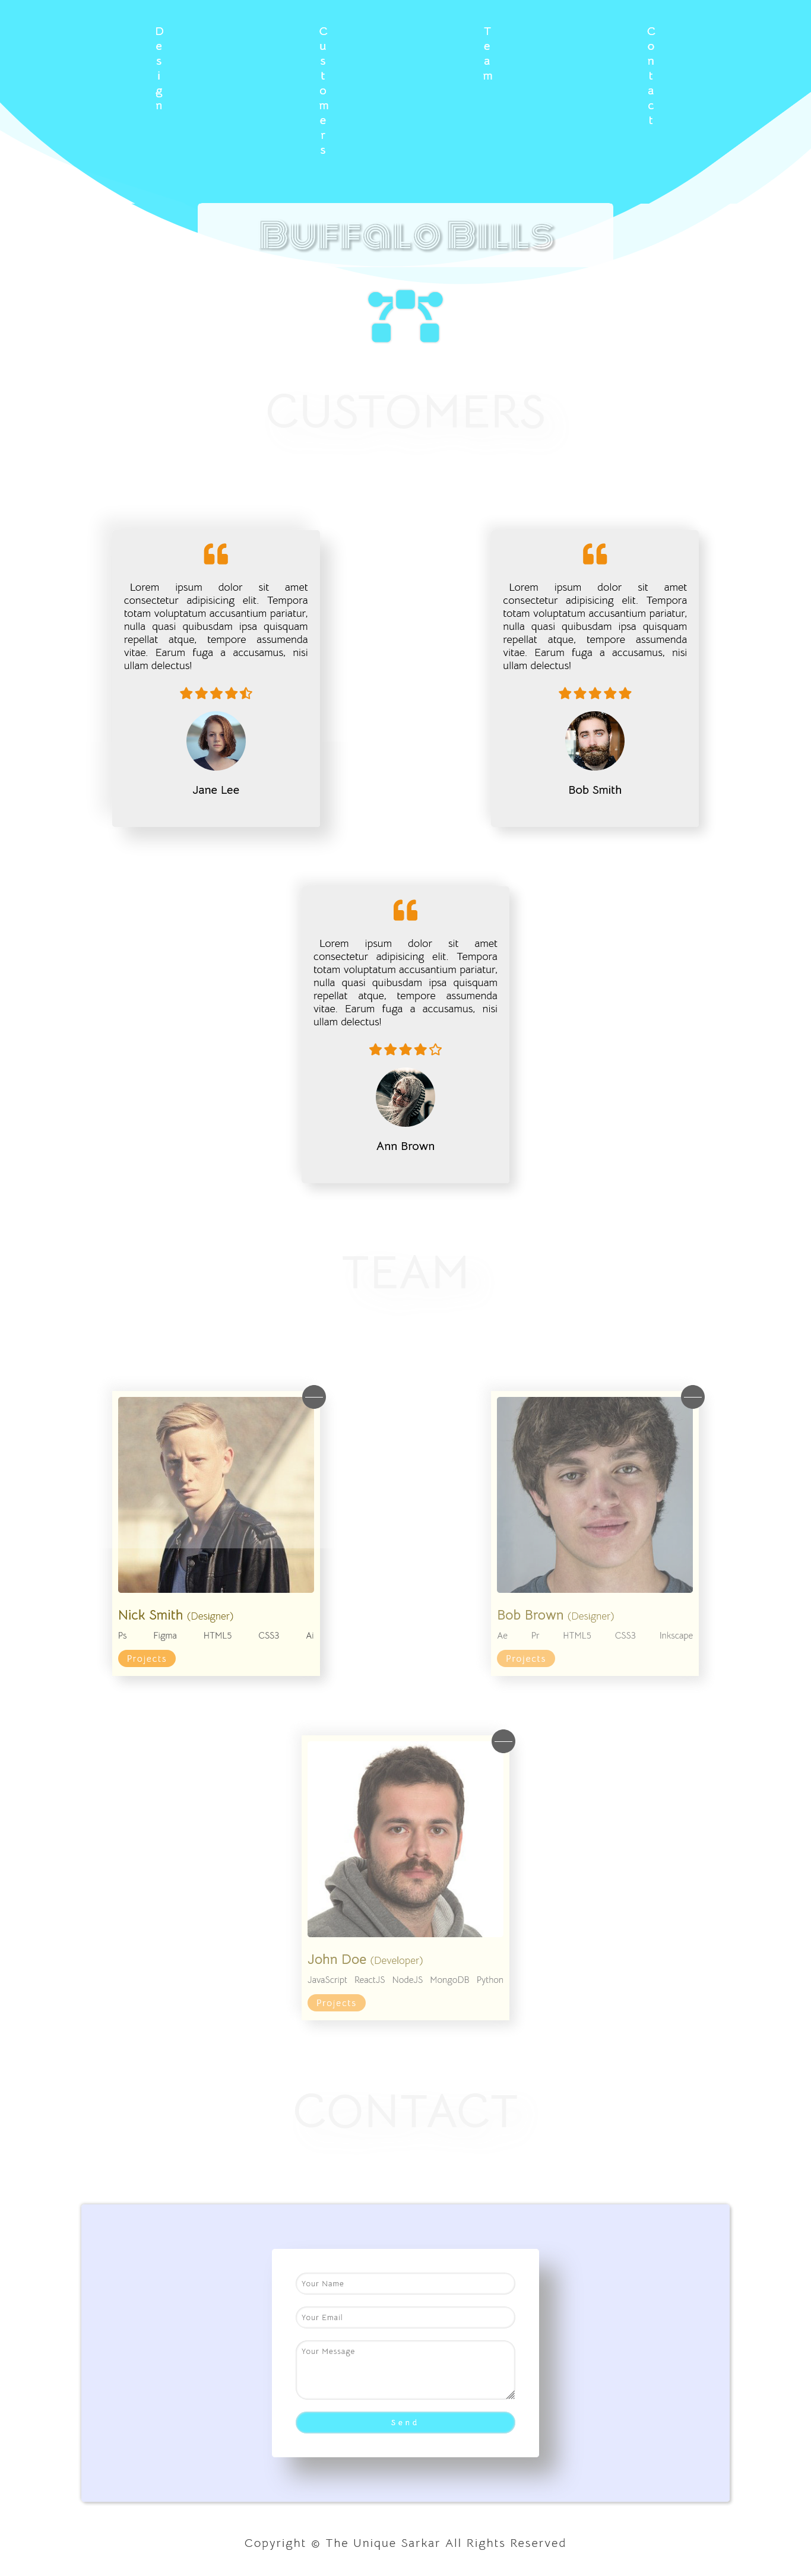 Design
Customers
Team
Contact
Buffalo Bills
CUSTOMERS
Lorem ipsum dolor sit amet
consectetur adipisicing elit. Tempora
totam voluptatum accusantium pariatur,
nulla quasi quibusdam ipsa quisquam
repellat atque, tempore assumenda
vitae. Earum fuga a accusamus, nisi
ullam delectus!
Jane Lee
Lorem ipsum dolor sit amet
consectetur adipisicing elit. Tempora
totam voluptatum accusantium pariatur,
nulla quasi quibusdam ipsa quisquam
repellat atque, tempore assumenda
vitae. Earum fuga a accusamus, nisi
ullam delectus!
Bob Smith
Lorem ipsum dolor sit amet
consectetur adipisicing elit. Tempora
totam voluptatum accusantium pariatur,
nulla quasi quibusdam ipsa quisquam
repellat atque, tempore assumenda
vitae. Earum fuga a accusamus, nisi
ullam delectus!
Ann Brown
TEAM
Nick Smith (Designer)
Ps Figma HTML5 CSS3 Ai
Projects
Bob Brown (Designer)
Ae Pr HTML5 CSS3 Inkscape
Projects
John Doe (Developer)
JavaScript ReactJS NodeJS MongoDB Python
Projects
CONTACT
Your Name
Your Email
Your Message
Send
Copyright © The Unique Sarkar All Rights Reserved